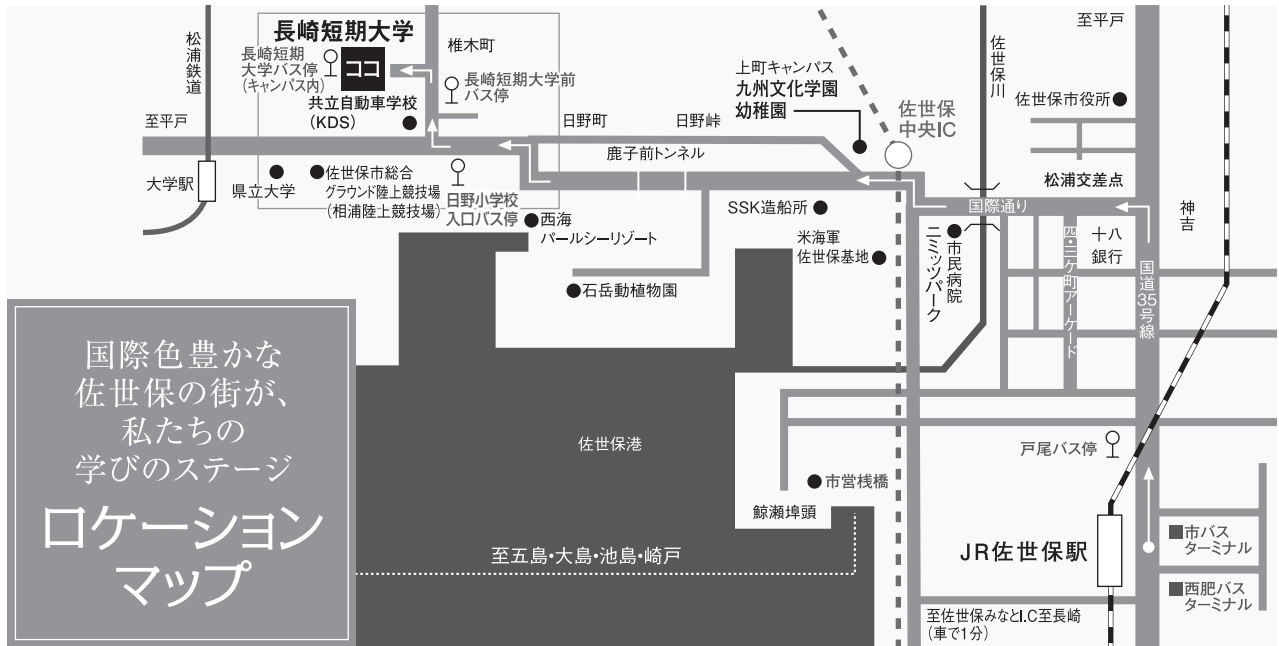 長崎短期大学
長崎短期
大学バス停
(キャンパス内)
ココ
椎木町
長崎短期大学前
バス停
共立自動車学校
(KDS)
松浦鉄道
至平戸
大学駅
県立大学
佐世保市総合
グラウンド陸上競技場
(相浦陸上競技場)
日野小学校
入口バス停
日野町
日野峠
鹿子前トンネル
上町キャンパス
九州文化学園
幼稚園
佐世保
中央IC
佐世保川
至平戸
佐世保市役所
松浦交差点
国際通り
神吉
西海
パールシーリゾート
石岳動植物園
SSK造船所
米海軍
佐世保基地
ニミッツパーク
市民病院
四・三ケ町アーケード
十八
銀行
国道35号線
国際色豊かな
佐世保の街が、
私たちの
学びのステージ
ロケーション
マップ
佐世保港
市営桟橋
鯨瀬埠頭
至五島・大島・池島・崎戸
戸尾バス停
JR佐世保駅
市バス
ターミナル
西肥バス
ターミナル
至佐世保みなとI.C至長崎
(車で1分)